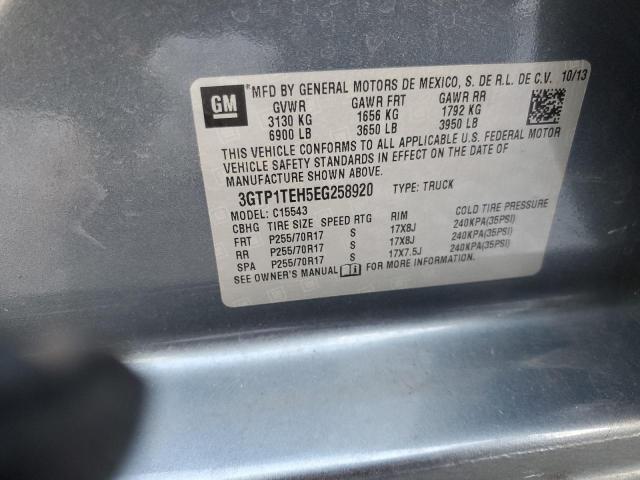 GM
*MFD BY GENERAL MOTORS DE MEXICO, S. DE R.L. DE C.V. 10/13
GVWR GAWR FRT GAWR RR
3130 KG 1656 KG 1792 KG
6900 LB 3650 LB 3950 LB
THIS VEHICLE CONFORMS TO ALL APPLICABLE U.S. FEDERAL MOTOR
VEHICLE SAFETY STANDARDS IN EFFECT ON THE DATE OF
MANUFACTURE SHOWN ABOVE.
3GTP1TEH5EG258920 TYPE: TRUCK
MODEL: C15543
CBHG TIRE SIZE SPEED RTG RIM COLD TIRE PRESSURE
FRT P255/70R17 S 17X8J 240KPA(35PSI)
RR P255/70R17 S 17X8J 240KPA(35PSI)
SPA P255/70R17 S 17X7.5J 240KPA(35PSI)
SEE OWNER'S MANUAL FOR MORE INFORMATION.